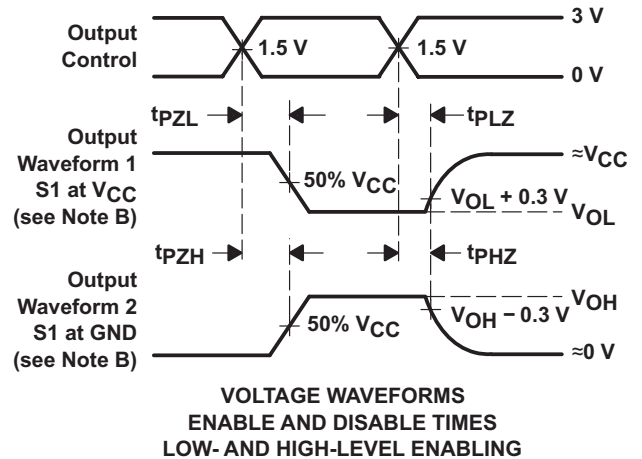 3 V
Output
Control
1.5 V
1.5 V
0 V
tPZL
tPLZ
Output
Waveform 1
S1 at VCC
(see Note B)
≈VCC
50% VCC
VOL + 0.3 V
VOL
tPZH
tPHZ
Output
Waveform 2
S1 at GND
(see Note B)
VOH
50% VCC
VOH − 0.3 V
≈0 V
VOLTAGE WAVEFORMS
ENABLE AND DISABLE TIMES
LOW- AND HIGH-LEVEL ENABLING